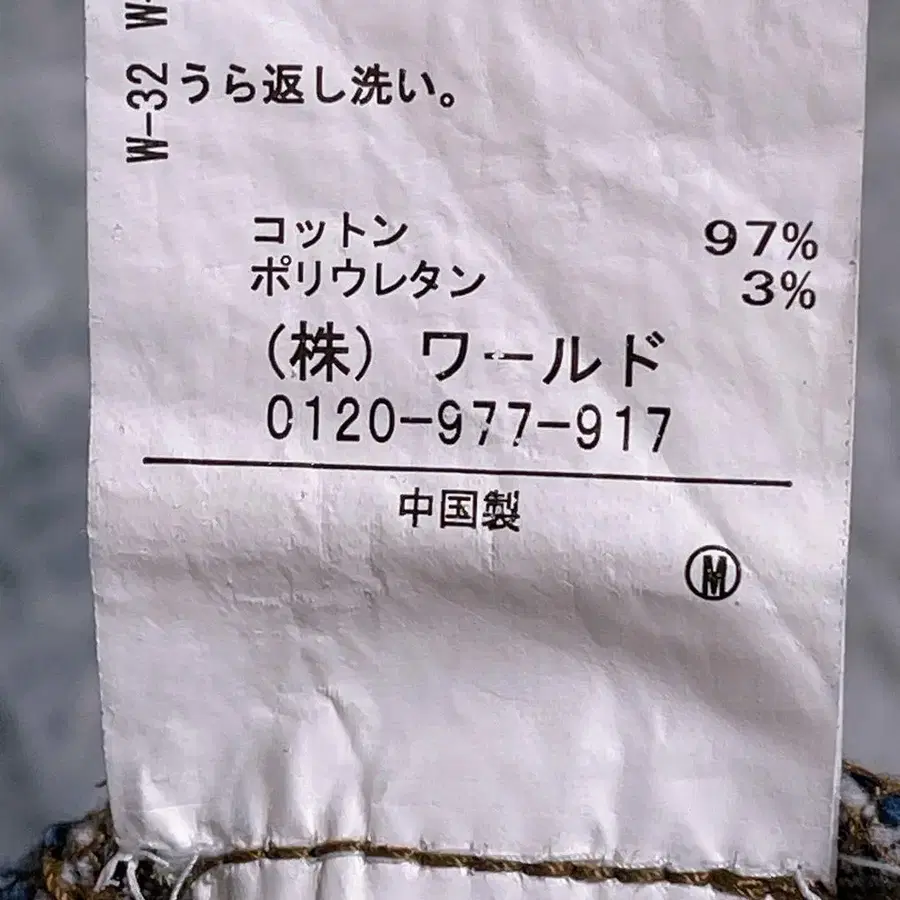 W-32
うら返し洗い。
コットン 97%
ポリウレタン 3%
(株) ワールド
0120-977-917
中国製
M